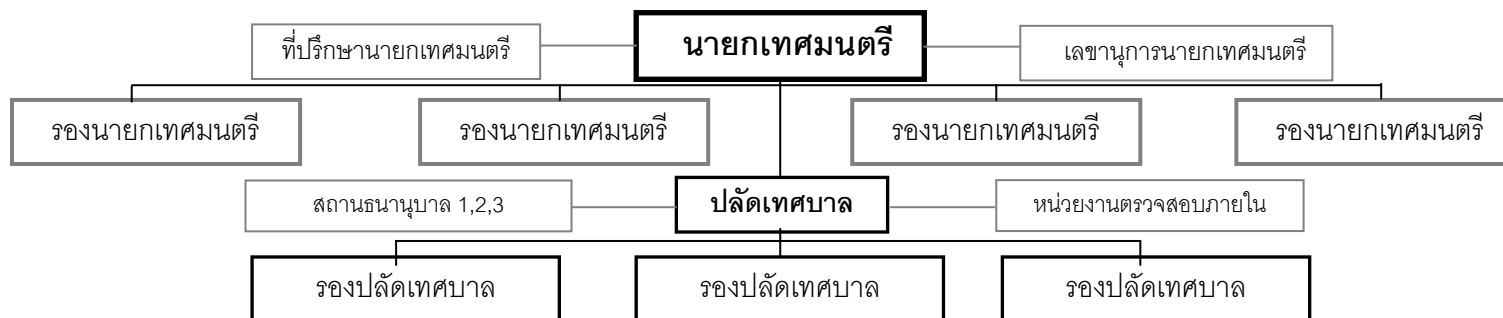 ที่ปรึกษานายกเทศมนตรี นายกเทศมนตรี เลขานุการนายกเทศมนตรี
รองนายกเทศมนตรี รองนายกเทศมนตรี รองนายกเทศมนตรี รองนายกเทศมนตรี
สถานธนานุบาล 1,2,3 ปลัดเทศบาล หน่วยงานตรวจสอบภายใน
รองปลัดเทศบาล รองปลัดเทศบาล รองปลัดเทศบาล